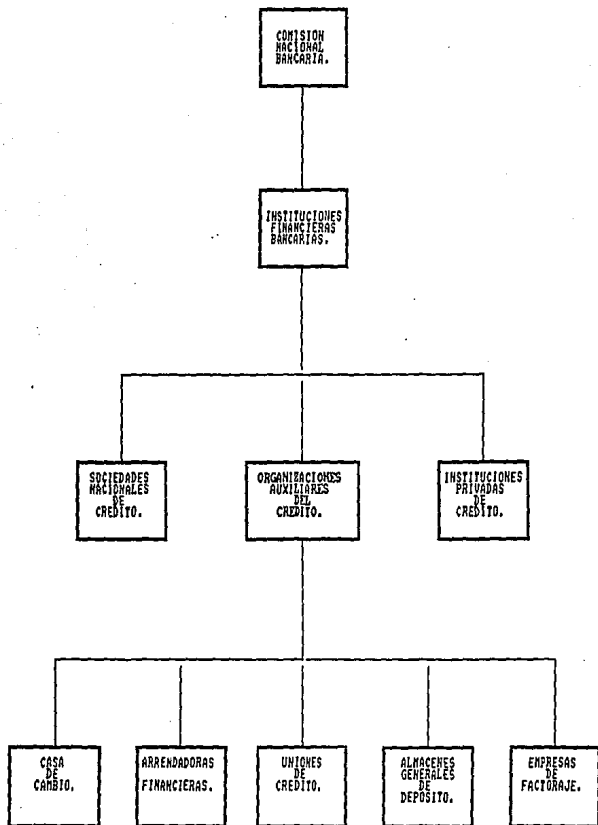 COMISION
NACIONAL
BANCARIA.
INSTITUCIONES
FINANCIERAS
BANCARIAS.
SOCIEDADES
NACIONALES
DE
CREDITO.
ORGANIZACIONES
AUXILIARES
DEL
CREDITO.
INSTITUCIONES
PRIVADAS
DE
CREDITO.
CASA
DE
CAMBIO.
ARRENDADORAS
FINANCIERAS.
UNIONES
DE
CREDITO.
ALMACENES
GENERALES
DE
DEPOSITO.
EMPRESAS
DE
FACTORAJE.